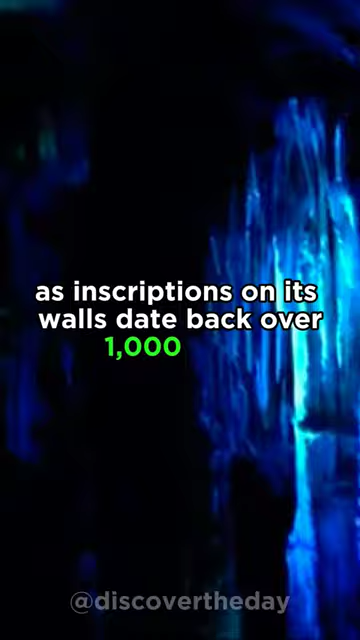 as inscriptions on its
walls date back over
1,000
@discovertheday